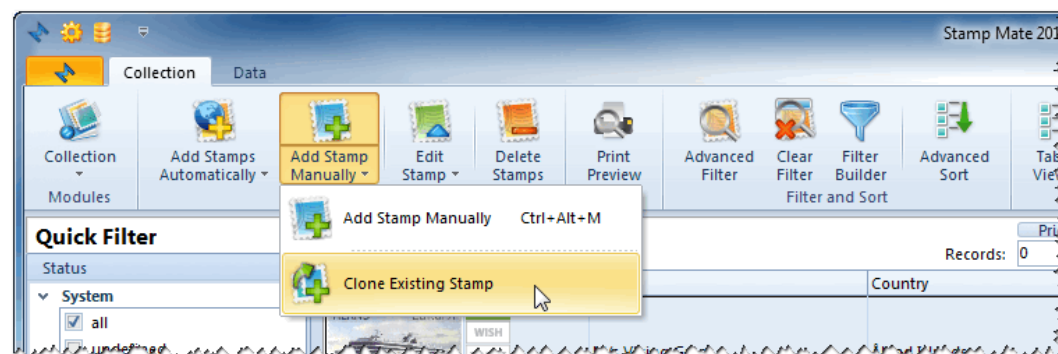 Stamp Mate 201
Collection Data
Collection
Add Stamps
Automatically
Add Stamp
Manually
Edit
Stamp
Delete
Stamps
Print
Preview
Advanced
Filter
Clear
Filter
Filter
Builder
Advanced
Sort
Modules
Filter and Sort
Add Stamp Manually Ctrl+Alt+M
Clone Existing Stamp
Quick Filter
Records: 0
Status
Country
System
all
undefined
WISH